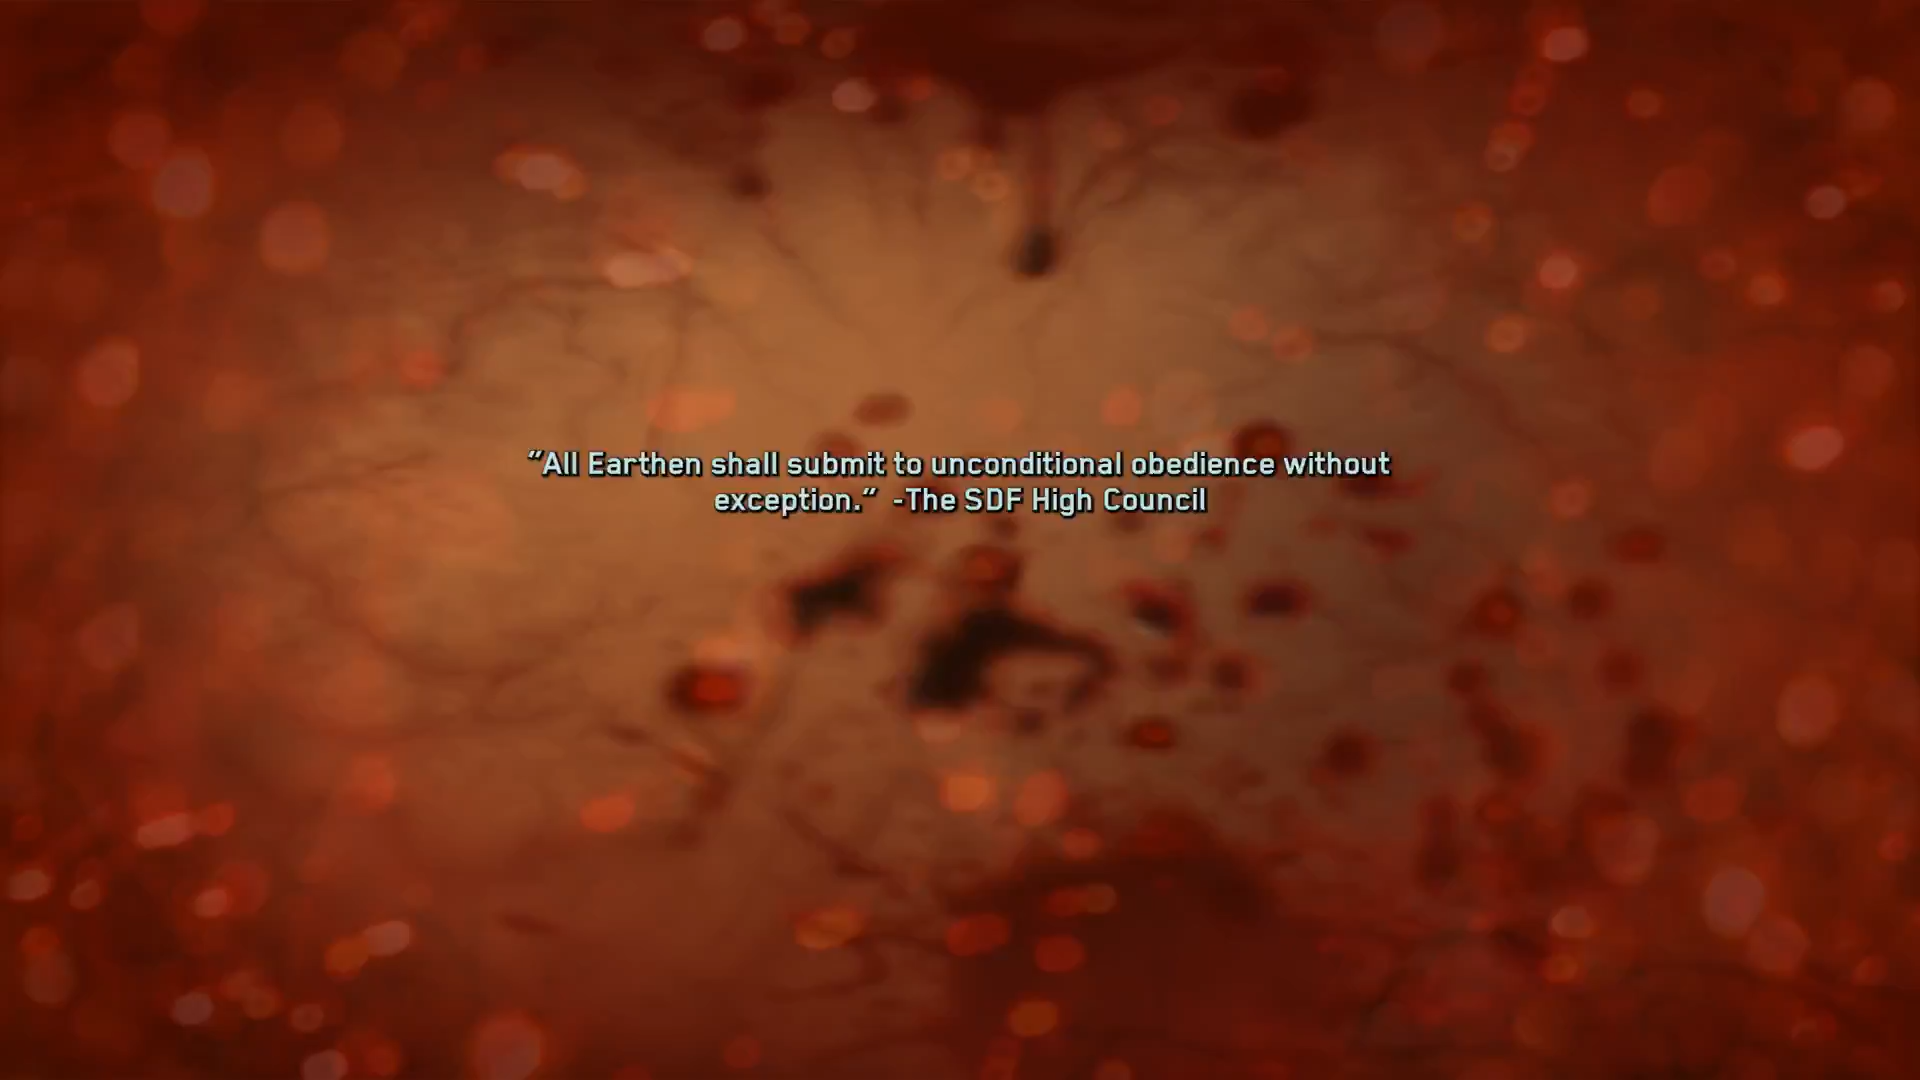 "All Earthen shall submit to unconditional obedience without
exception." -The SDF High Council